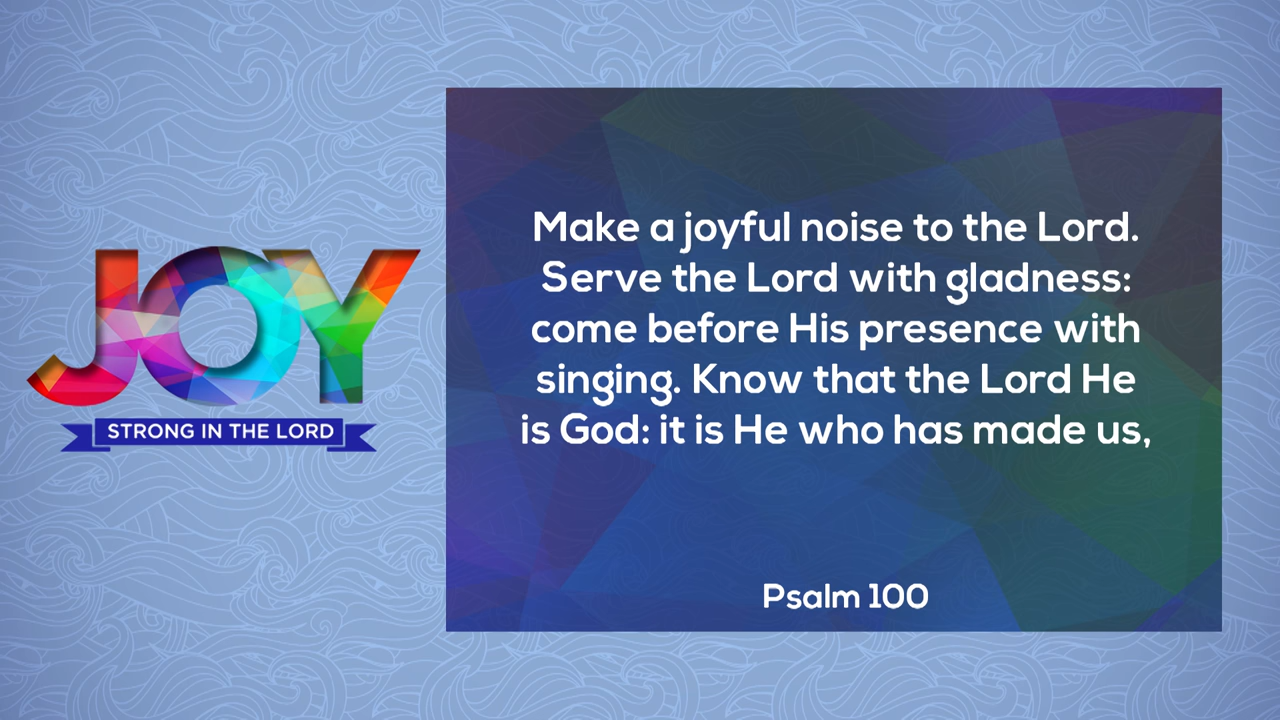 JOY
STRONG IN THE LORD
Make a joyful noise to the Lord.
Serve the Lord with gladness:
come before His presence with
singing. Know that the Lord He
is God: it is He who has made us,
Psalm 100